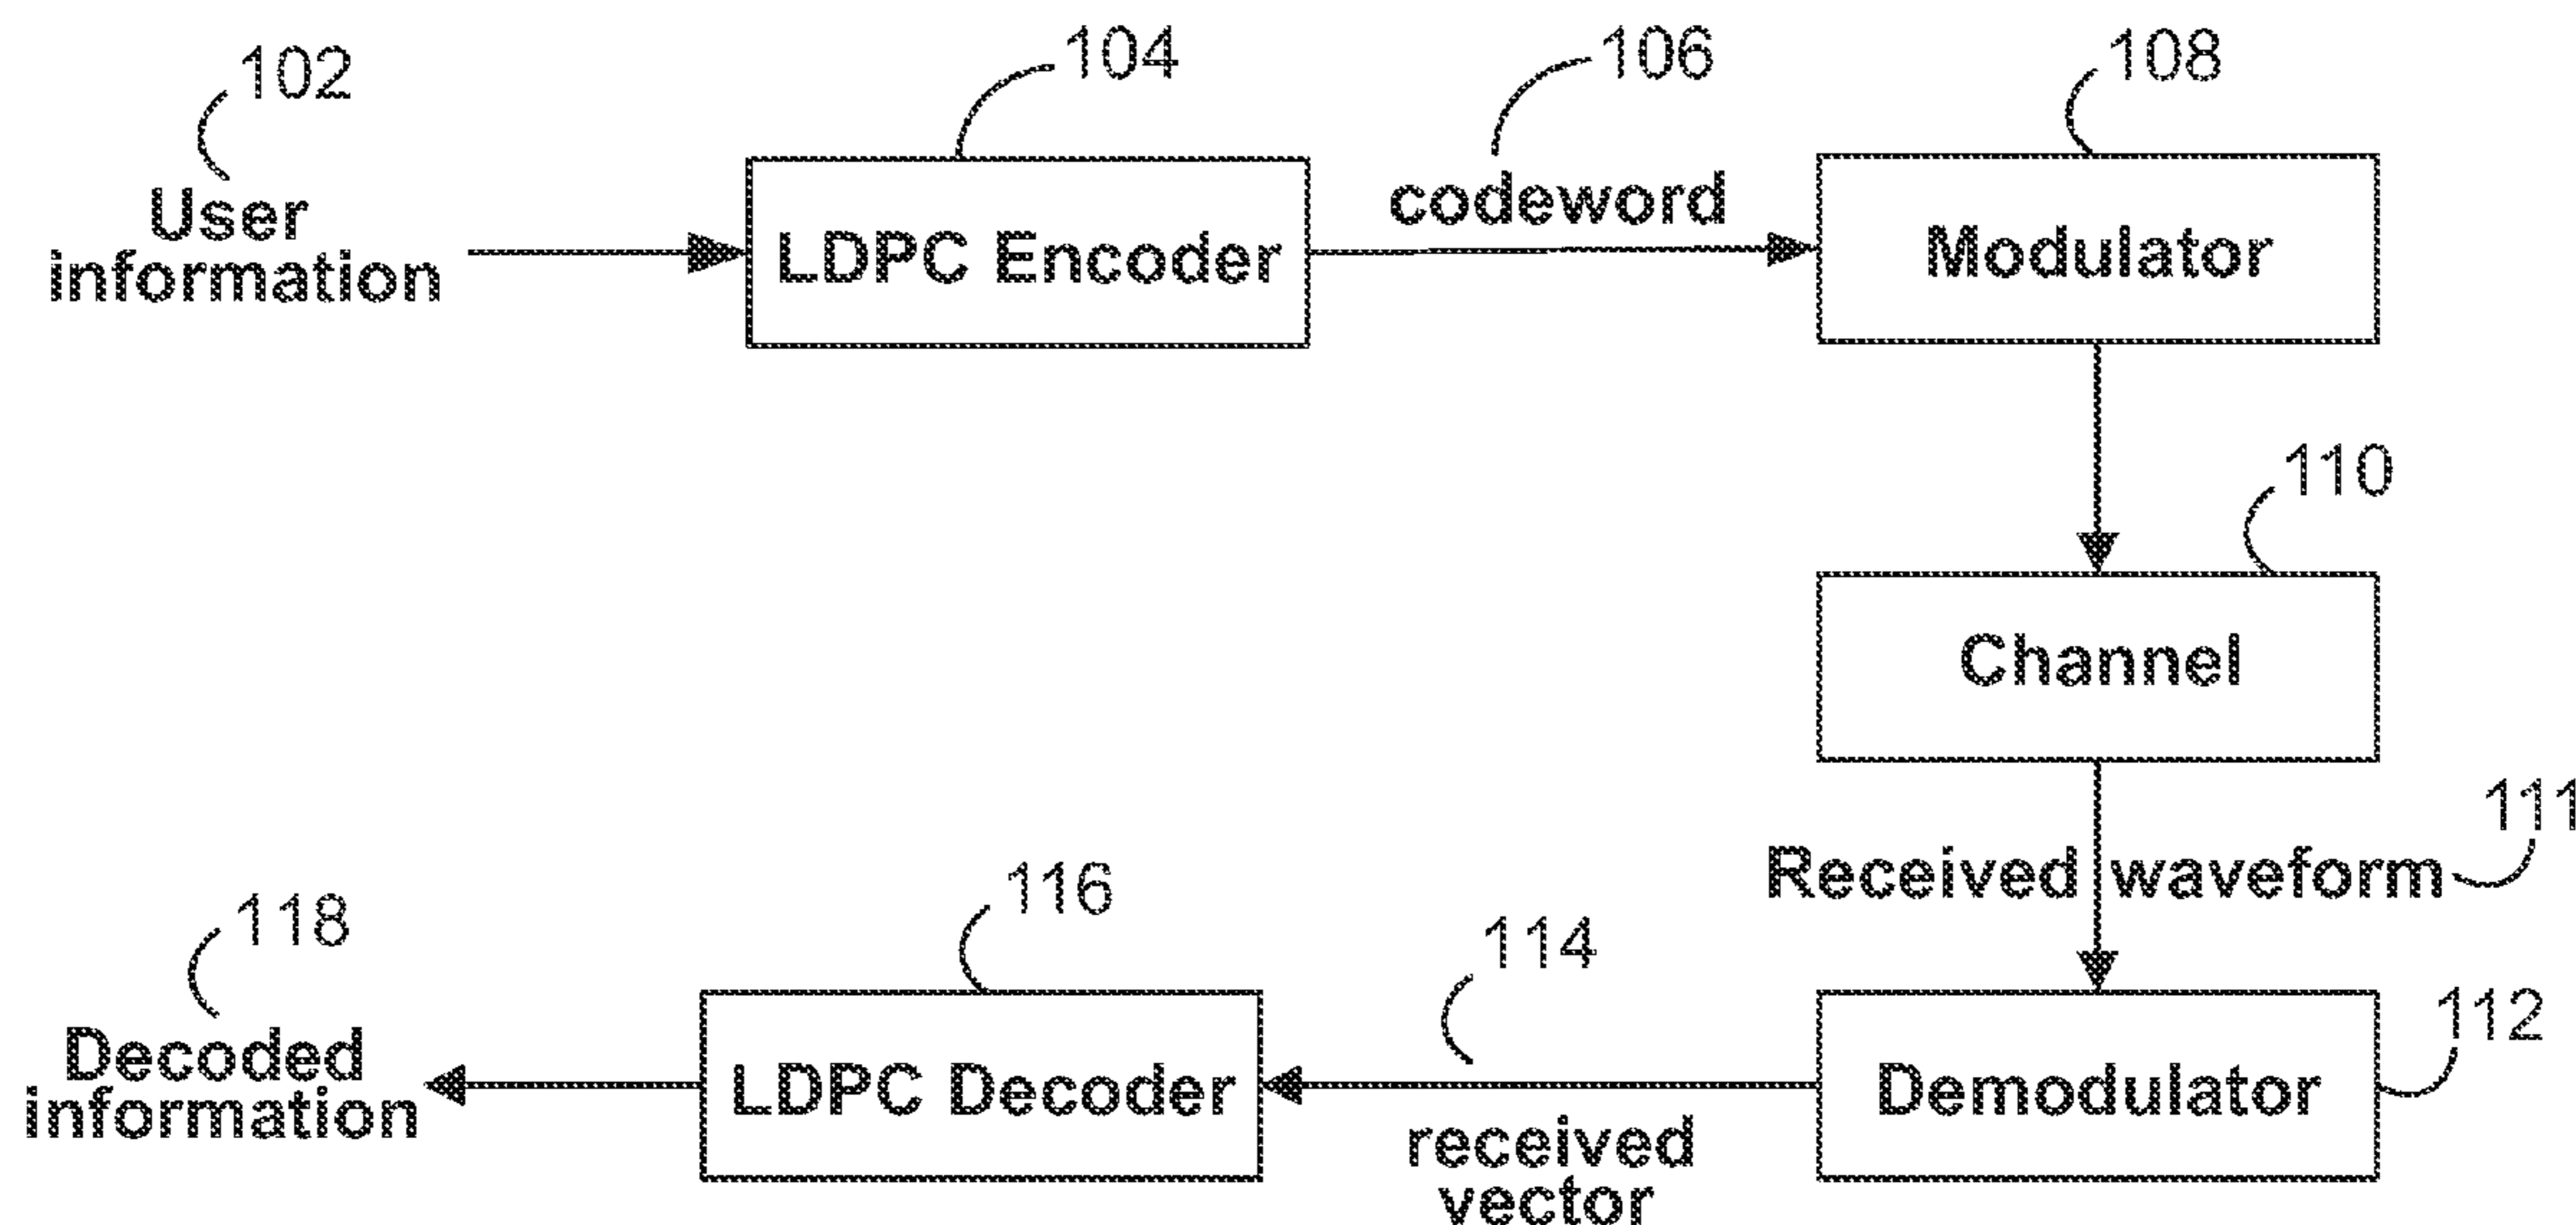 102
104
106
108
User
information
LDPC Encoder
codeword
Modulator
110
Channel
111
Received waveform
118
116
114
112
Decoded
information
LDPC Decoder
received
vector
Demodulator